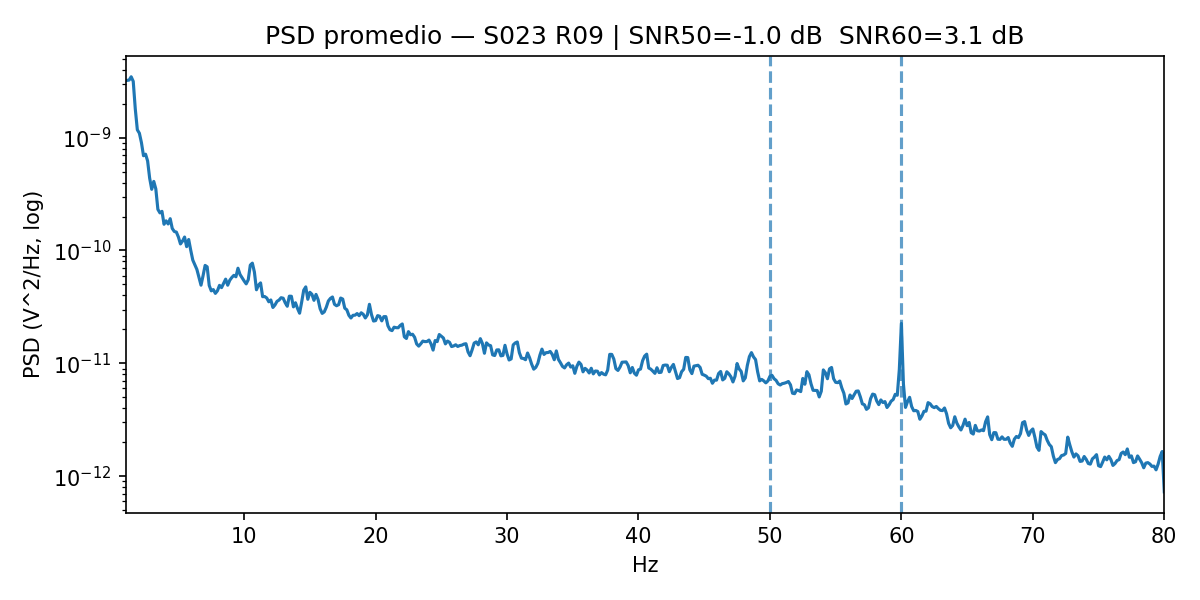 PSD promedio — S023 R09 | SNR50=-1.0 dB  SNR60=3.1 dB
PSD (V^2/Hz, log)
10⁻⁹
10⁻¹⁰
10⁻¹¹
10⁻¹²
10 20 30 40 50 60 70 80
Hz